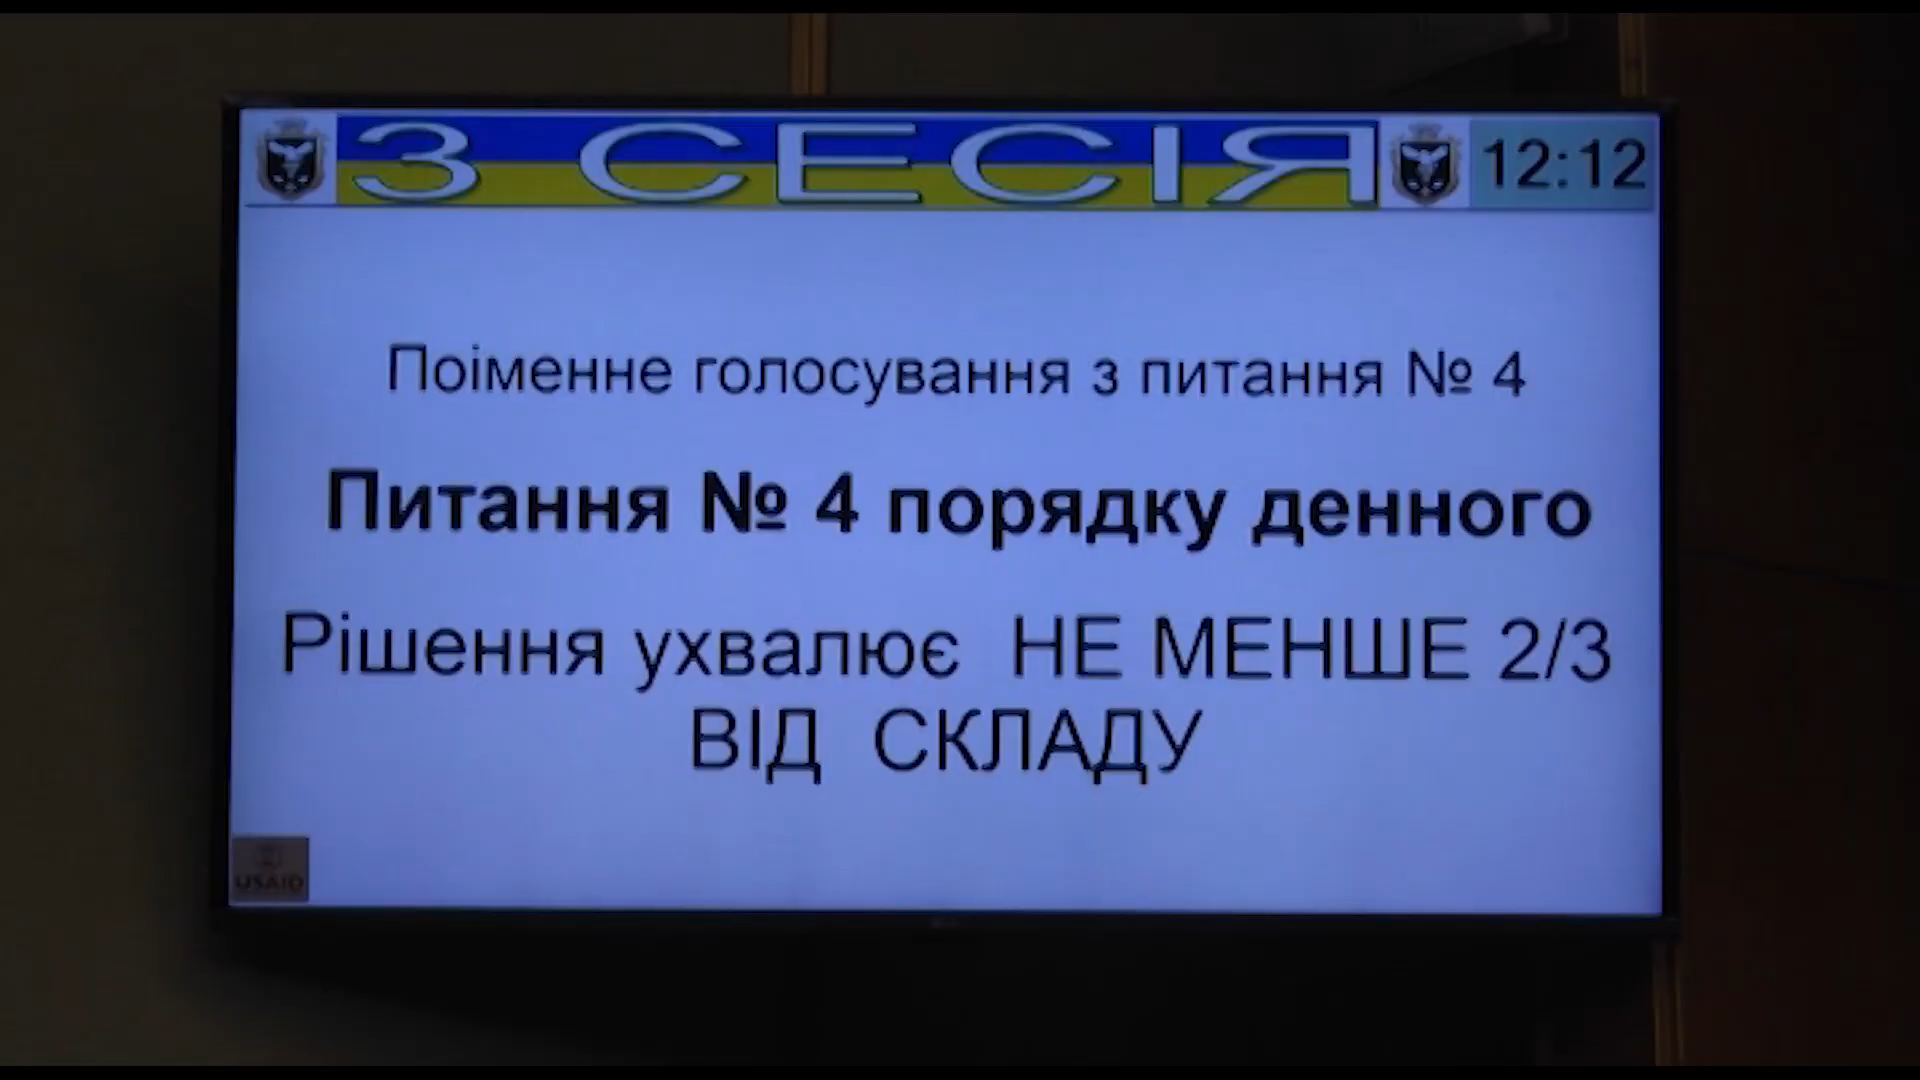 3 СЕСІЯ
12:12
Поіменне голосування з питання № 4
Питання № 4 порядку денного
Рішення ухвалює НЕ МЕНШЕ 2/3
ВІД СКЛАДУ
USAID